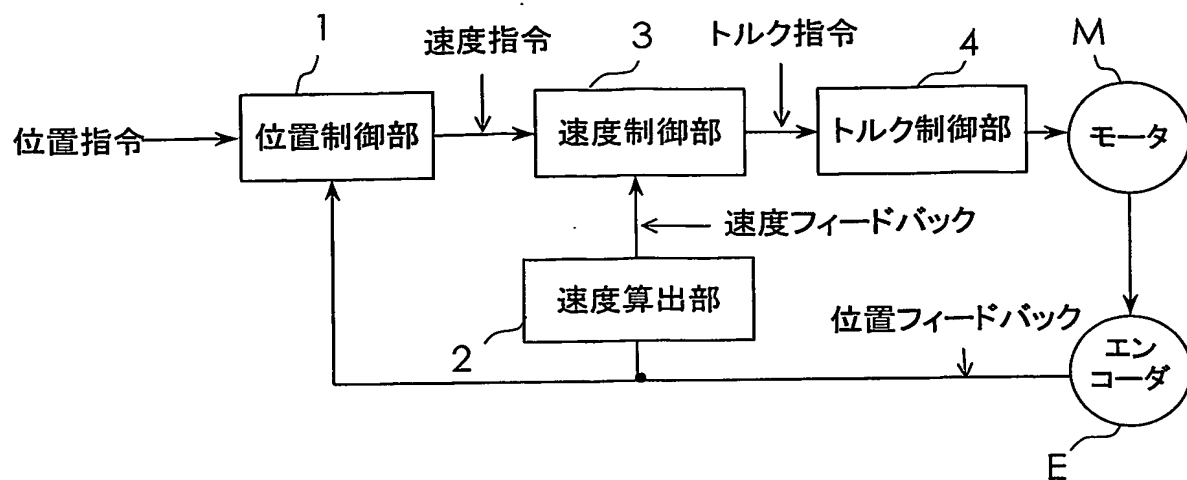 1
速度指令
3
トルク指令
4
M
位置指令
位置制御部
速度制御部
トルク制御部
モータ
速度フィードバック
速度算出部
2
位置フィードバック
エン
コーダ
E